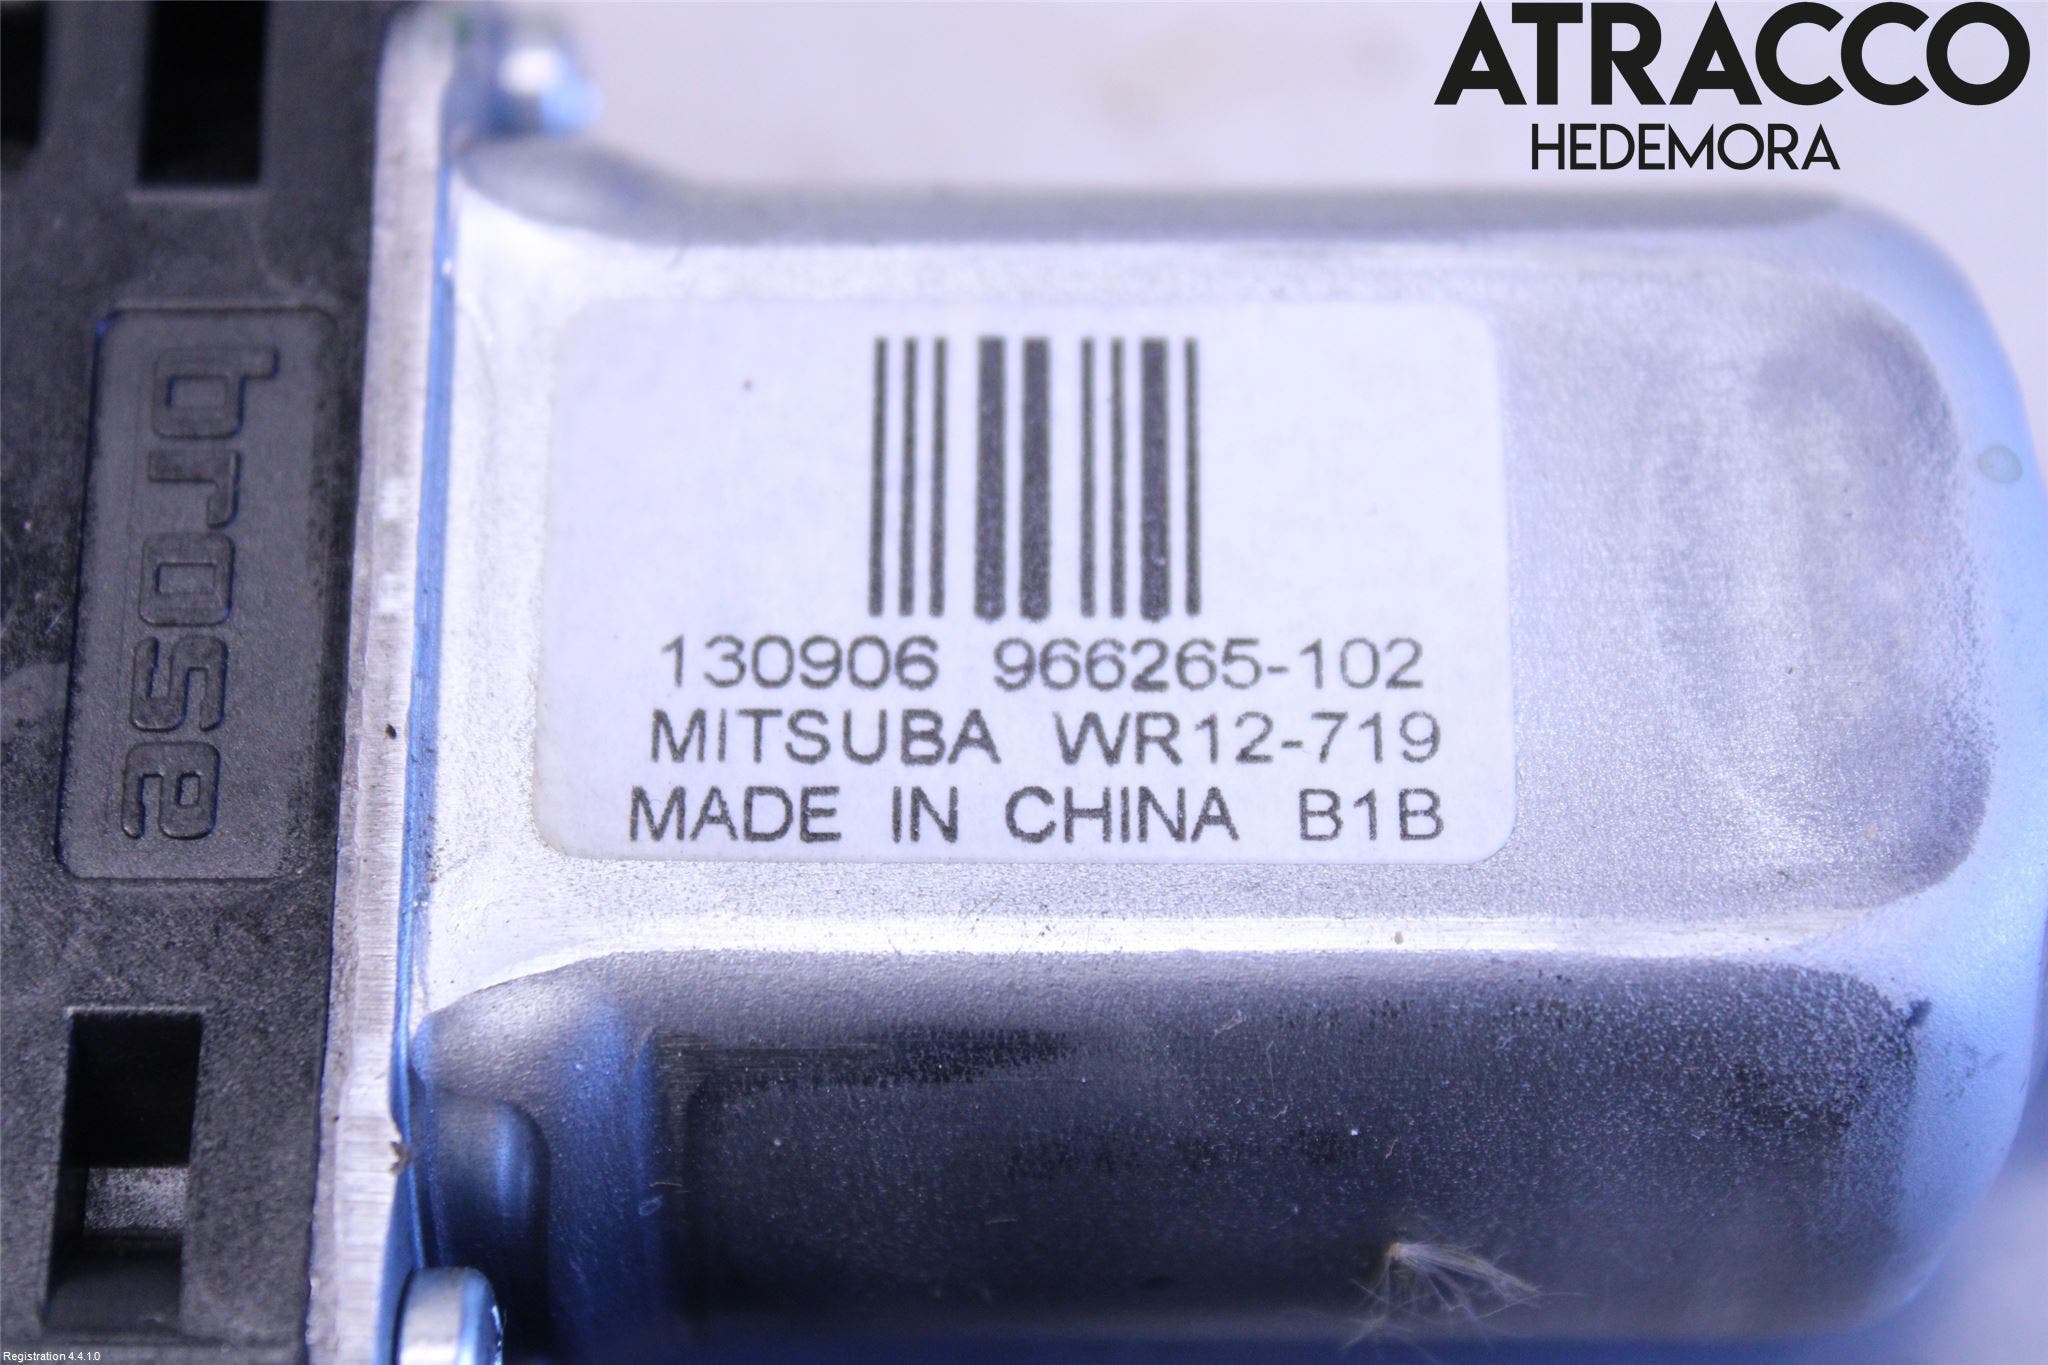 ATRACCO
HEDEMORA
brose
130906 966265-102
MITSUBA WR12-719
MADE IN CHINA B1B
Registration 4.4.1.0